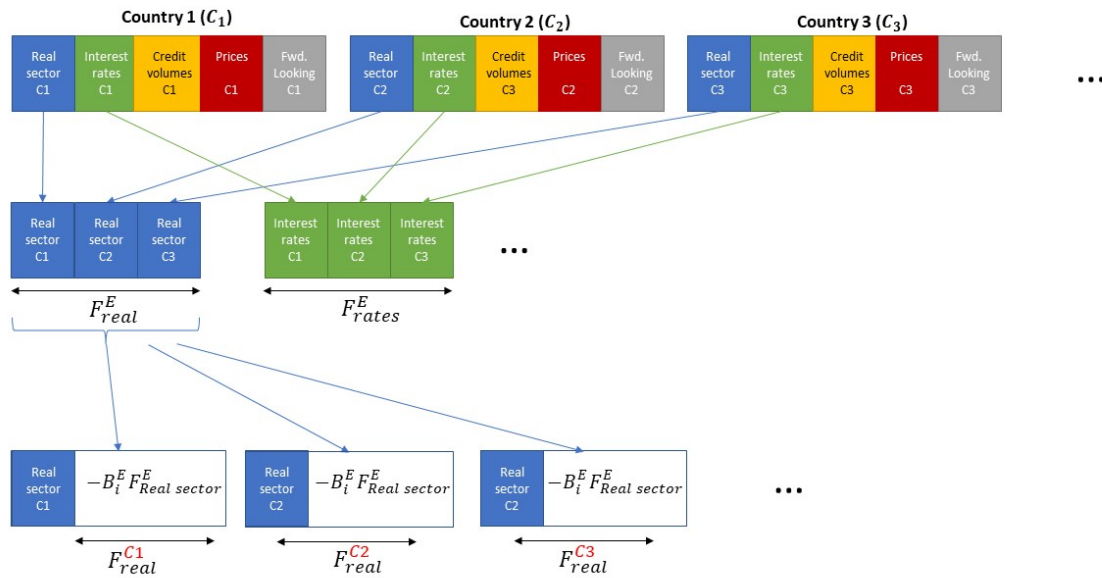 Country 1 (C₁)
Country 2 (C₂)
Country 3 (C₃)
Real sector C1
Interest rates C1
Credit volumes C1
Prices C1
Fwd. Looking C1
Real sector C2
Interest rates C2
Credit volumes C3
Prices C2
Fwd. Looking C2
Real sector C3
Interest rates C3
Credit volumes C3
Prices C3
Fwd. Looking C3
...
Real sector C1
Real sector C2
Real sector C3
Interest rates C1
Interest rates C2
Interest rates C3
...
F^E_real
F^E_rates
Real sector C1
−B^E_i F^E_Real sector
Real sector C2
−B^E_i F^E_Real sector
Real sector C2
−B^E_i F^E_Real sector
...
F^C1_real
F^C2_real
F^C3_real